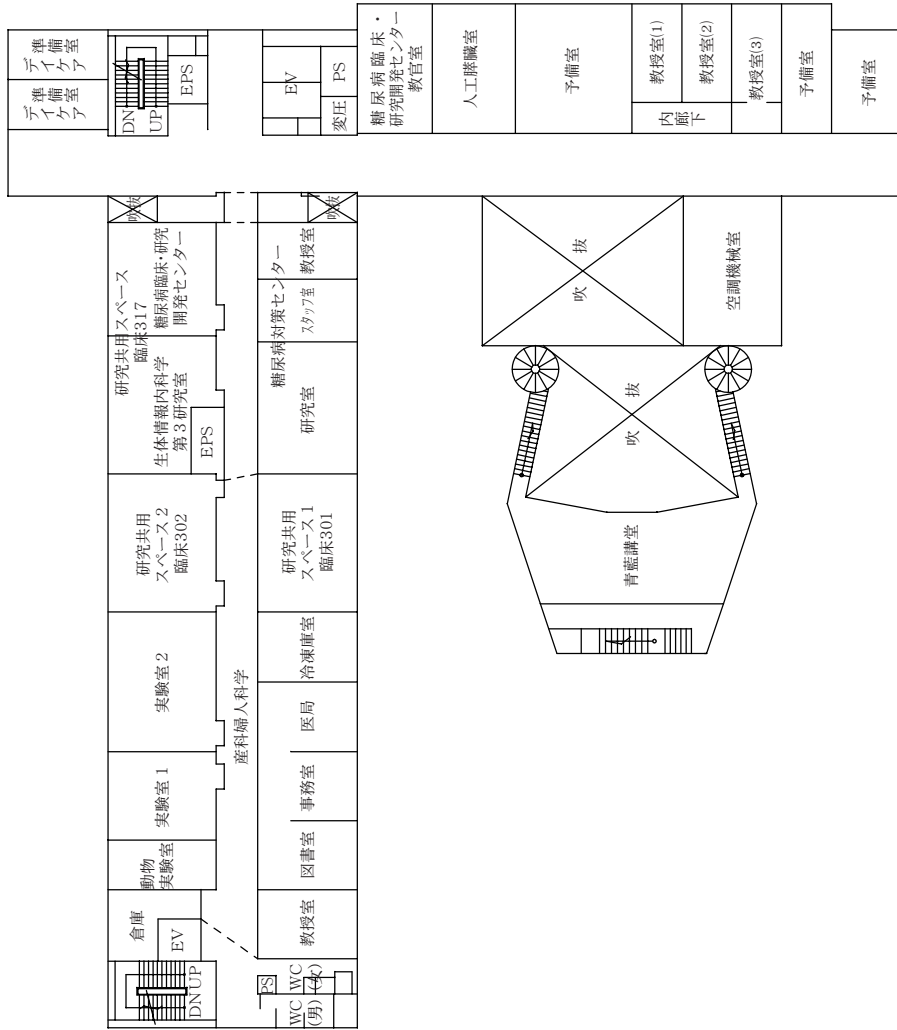 デイケア
準備室
デイケア
準備室
DN
UP
EPS
EV
PS
変圧
糖尿病臨床・
研究開発センター
教官室
人工膵臓室
予備室
教授室(1)
教授室(2)
教授室(3)
内廊下
予備室
予備室
吹抜
吹抜
研究共用スペース
臨床317
糖尿病臨床・研究
開発センター
生体情報内科学
第3研究室
EPS
糖尿病対策センター
教授室
スタッフ室
研究室
吹
抜
空調機械室
吹
抜
青藍講堂
研究共用
スペース2
臨床302
研究共用
スペース1
臨床301
実験室2
冷凍庫室
産科婦人科学
医局
実験室1
事務室
動物
実験室
図書室
倉庫
EV
教授室
DN
UP
PS
WC
(女)
WC
(男)